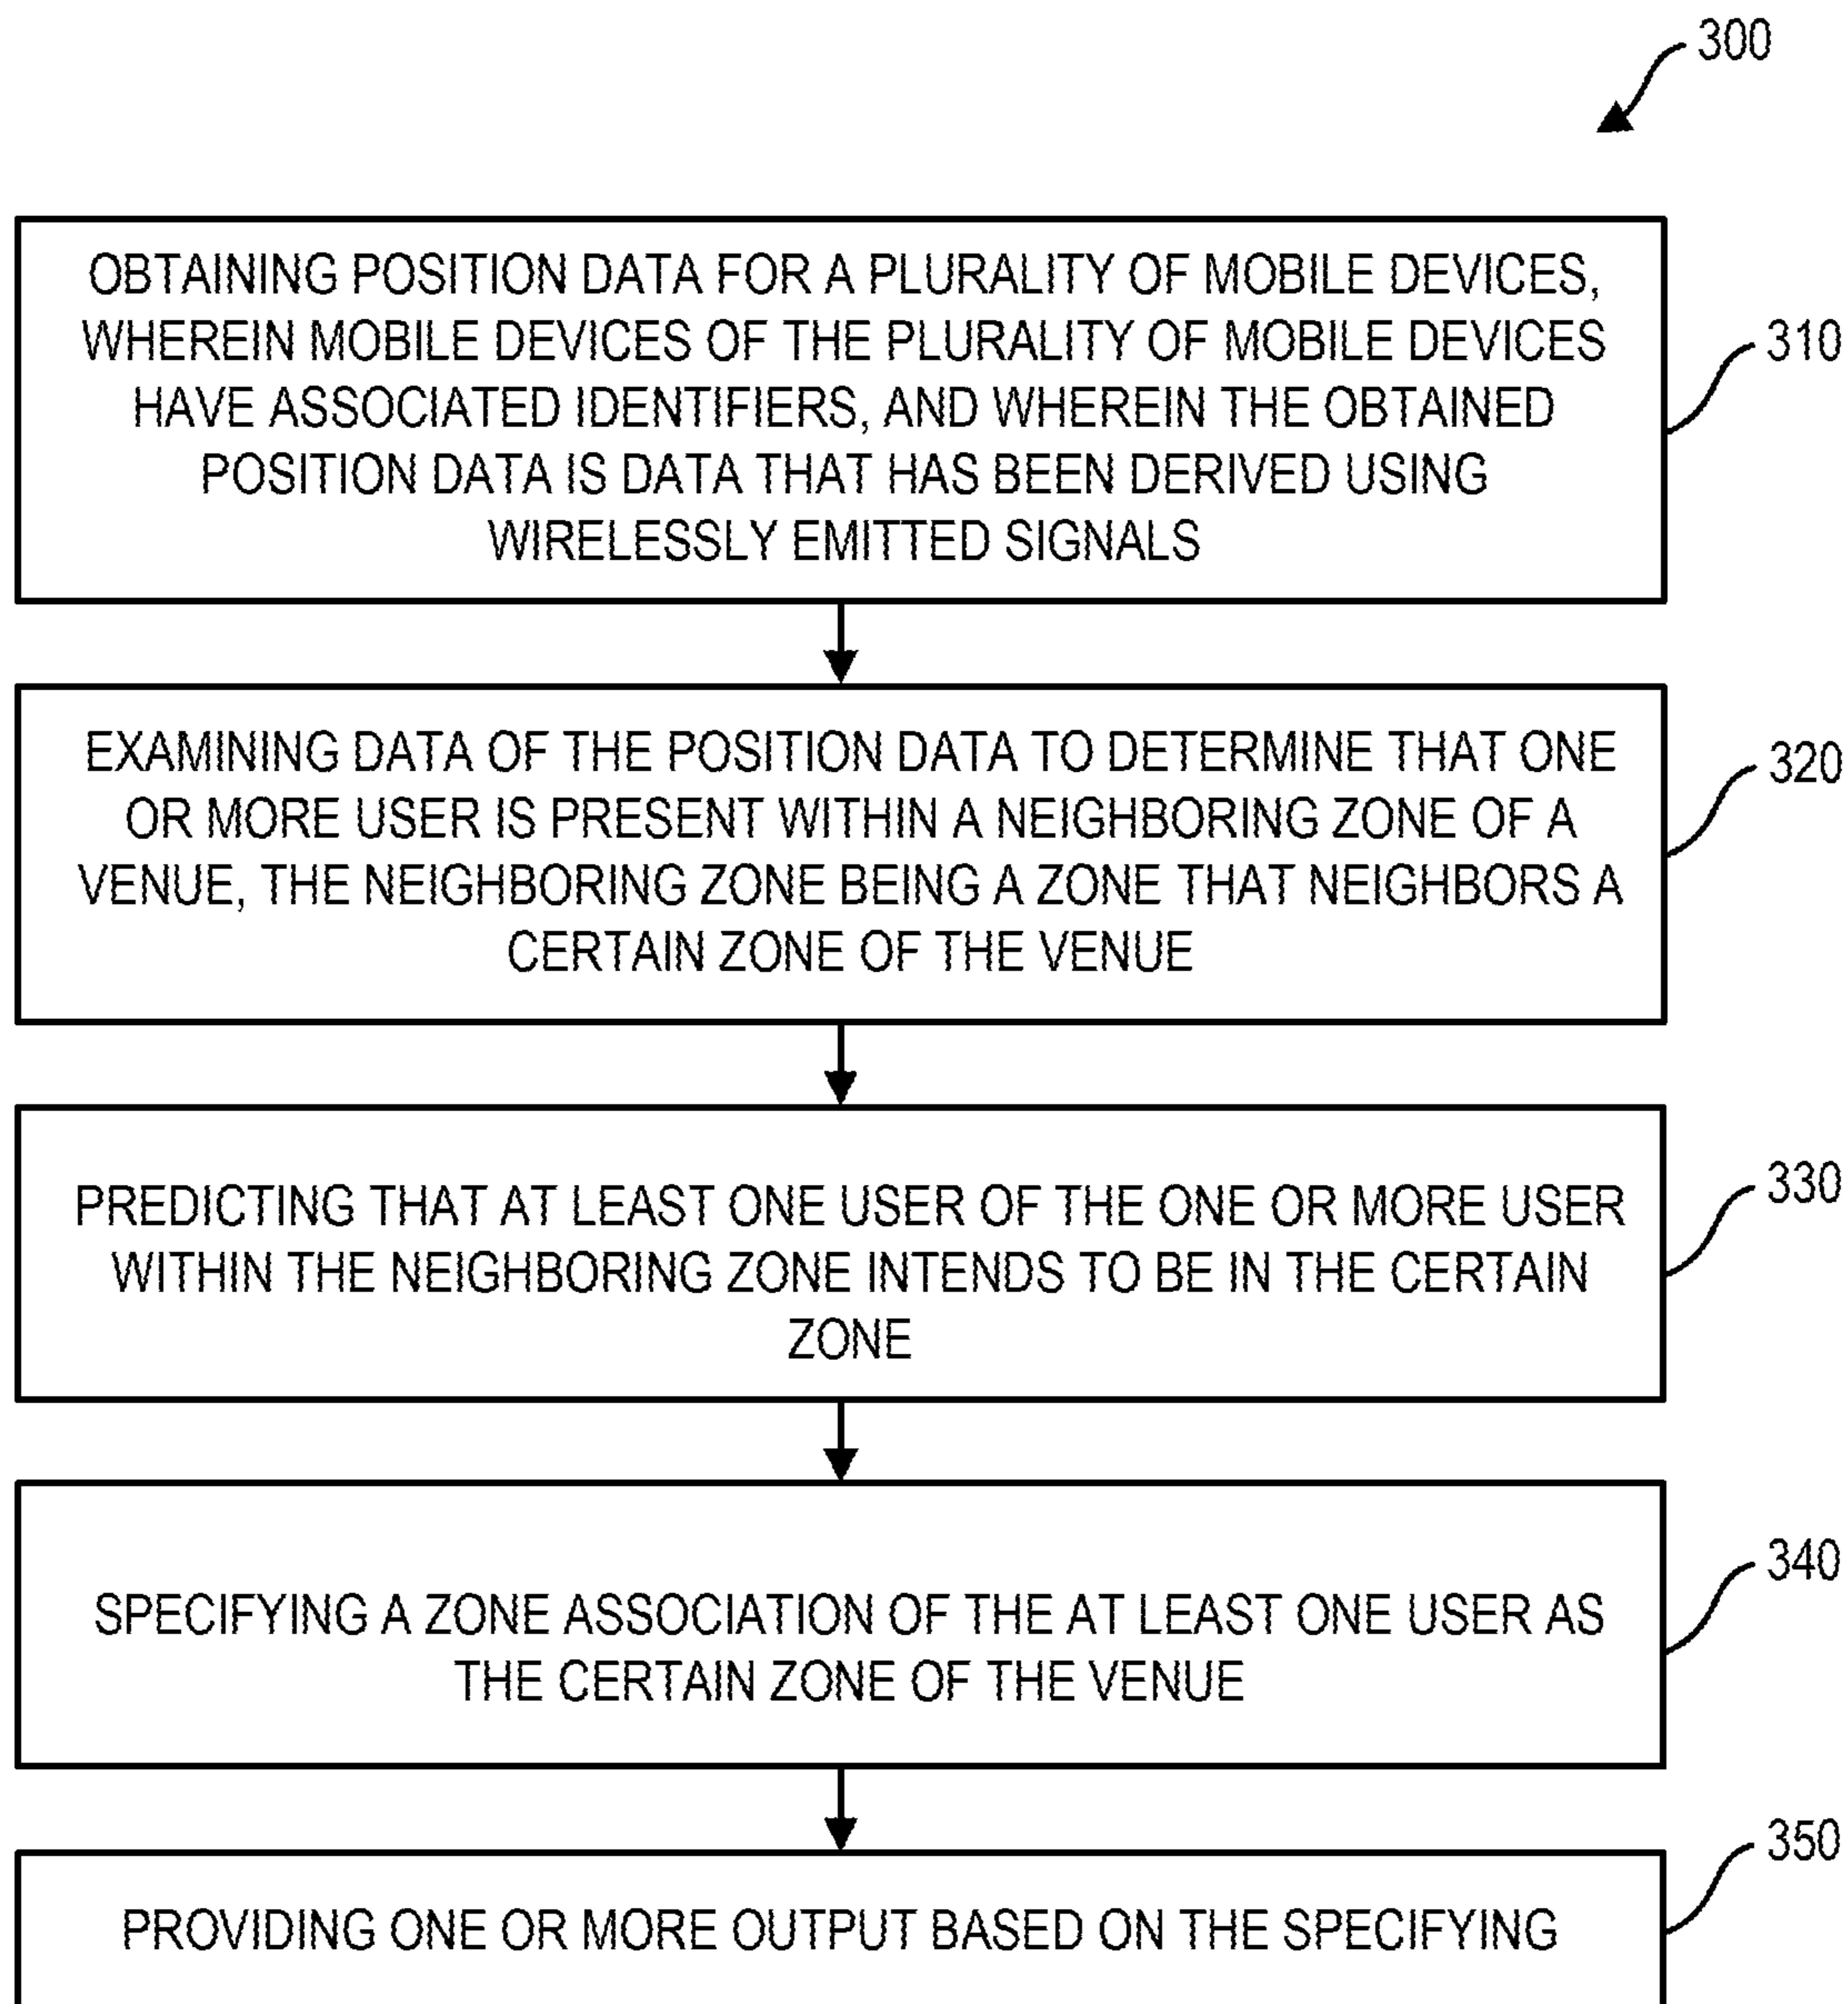 300
OBTAINING POSITION DATA FOR A PLURALITY OF MOBILE DEVICES,
WHEREIN MOBILE DEVICES OF THE PLURALITY OF MOBILE DEVICES
HAVE ASSOCIATED IDENTIFIERS, AND WHEREIN THE OBTAINED
POSITION DATA IS DATA THAT HAS BEEN DERIVED USING
WIRELESSLY EMITTED SIGNALS
310
EXAMINING DATA OF THE POSITION DATA TO DETERMINE THAT ONE
OR MORE USER IS PRESENT WITHIN A NEIGHBORING ZONE OF A
VENUE, THE NEIGHBORING ZONE BEING A ZONE THAT NEIGHBORS A
CERTAIN ZONE OF THE VENUE
320
PREDICTING THAT AT LEAST ONE USER OF THE ONE OR MORE USER
WITHIN THE NEIGHBORING ZONE INTENDS TO BE IN THE CERTAIN
ZONE
330
SPECIFYING A ZONE ASSOCIATION OF THE AT LEAST ONE USER AS
THE CERTAIN ZONE OF THE VENUE
340
PROVIDING ONE OR MORE OUTPUT BASED ON THE SPECIFYING
350